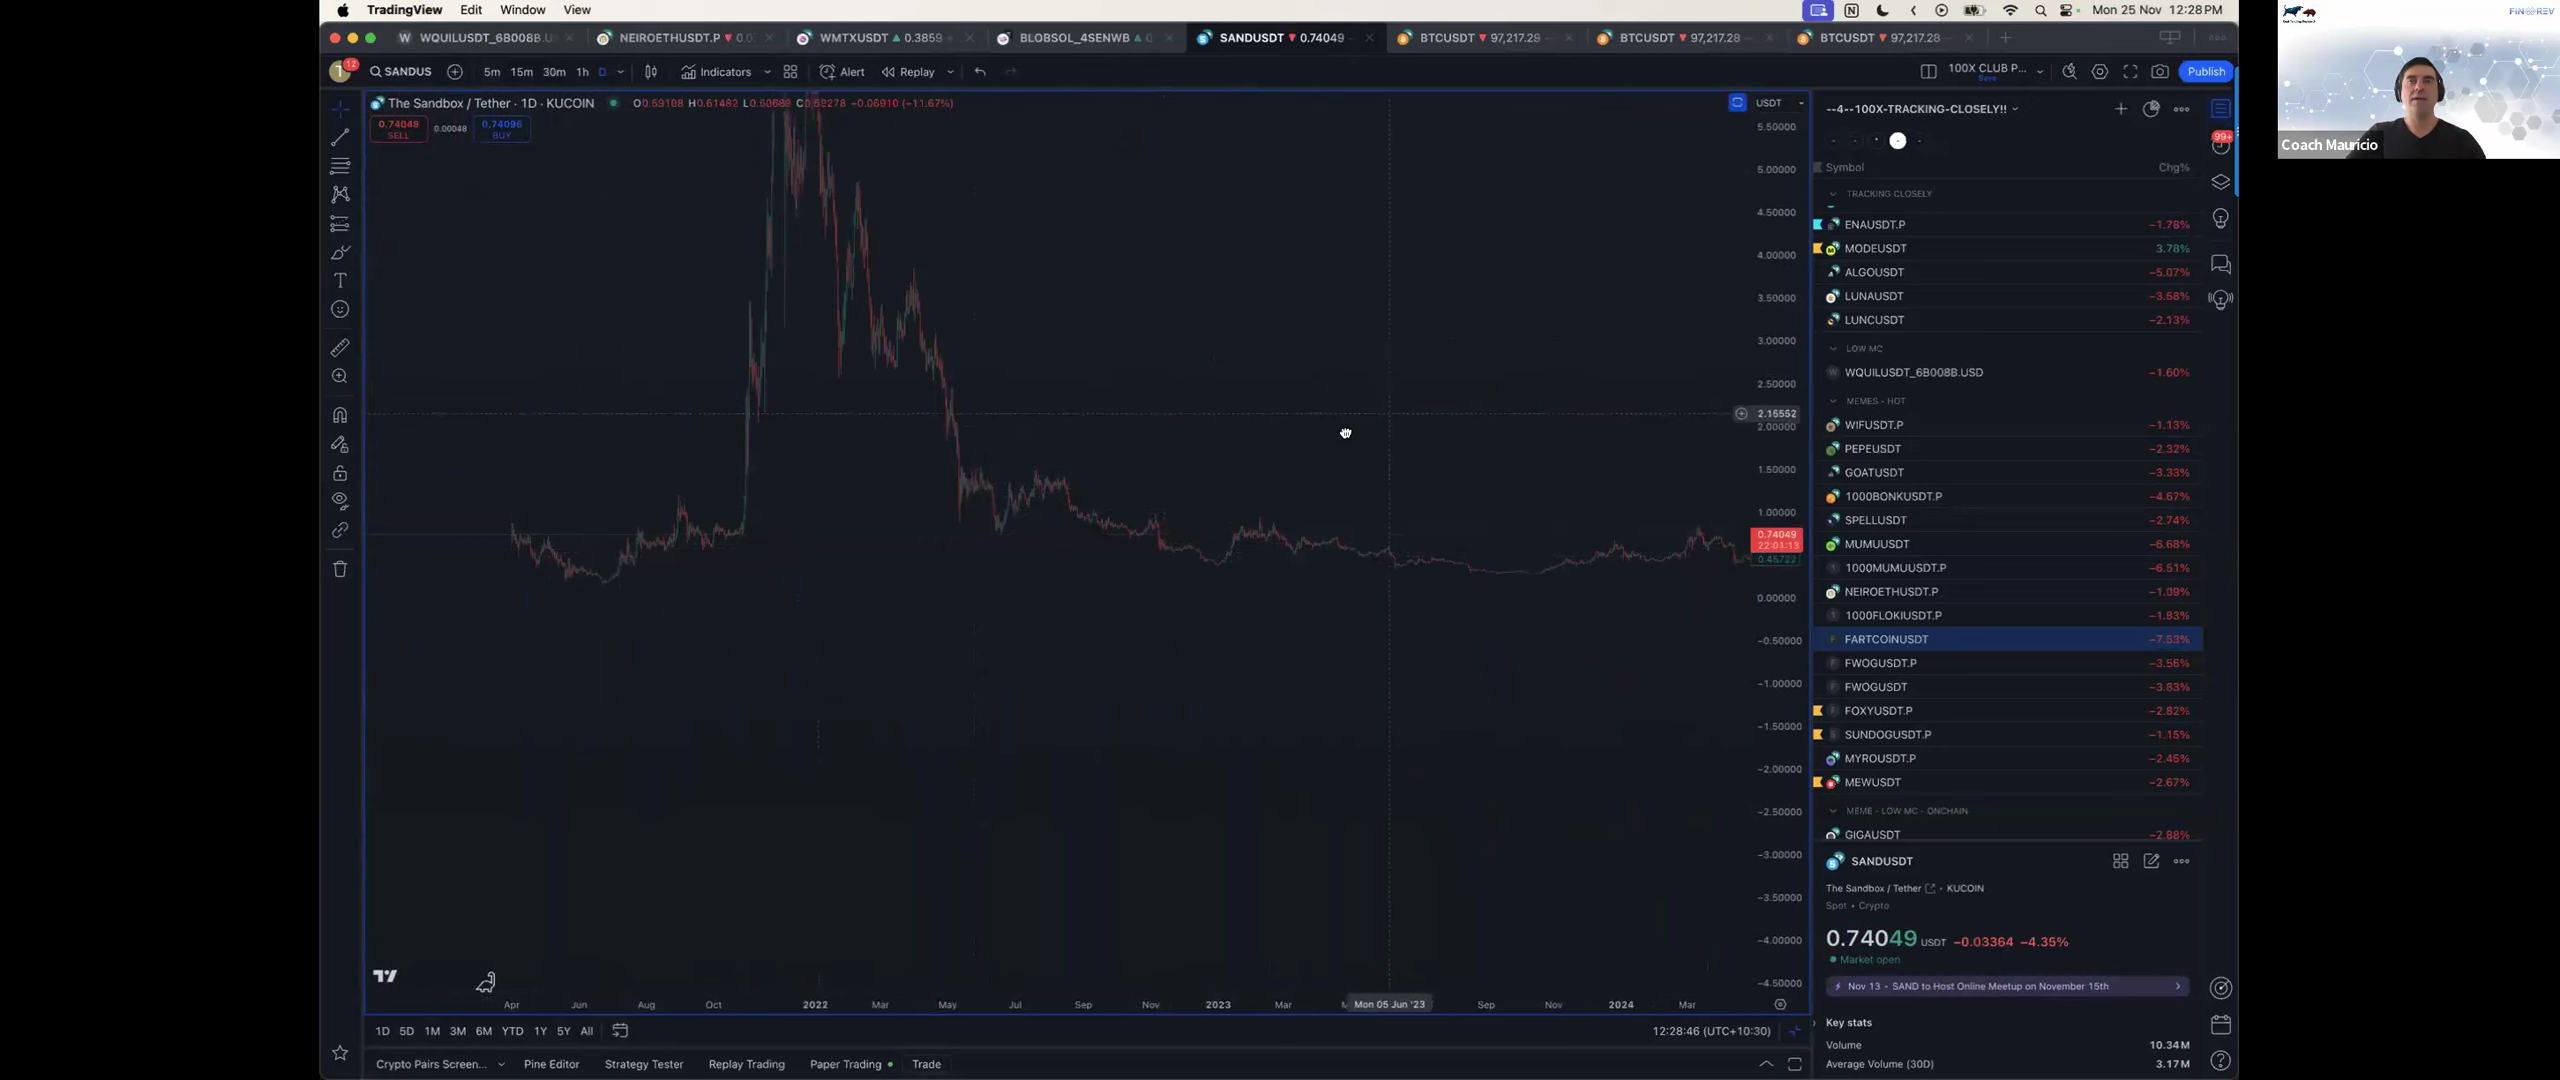 TradingView Edit Window View
Mon 25 Nov 12:28 PM
WQUILUSDT_6B008B.U
NEIROETHUSDT.P ▼ 0.0
WMTXUSDT ▲ 0.3859
BLOBSOL_4SENWB ▲ 0
SANDUSDT ▼ 0.74049
BTCUSDT ▼ 97,217.28
BTCUSDT ▼ 97,217.28
BTCUSDT ▼ 97,217.28
12
SANDUS
5m 15m 30m 1h D
Indicators
Alert
Replay
100X CLUB P...
Save
Publish
The Sandbox / Tether · 1D · KUCOIN
USDT
0.74048
SELL
0.00048
0.74096
BUY
5.50000
5.00000
4.50000
4.00000
3.50000
3.00000
2.50000
2.15552
2.00000
1.50000
1.00000
0.74049
22:01:13
0.45722
0.00000
−0.50000
−1.00000
−1.50000
−2.00000
−2.50000
−3.00000
−3.50000
−4.00000
−4.50000
Apr Jun Aug Oct 2022 Mar May Jul Sep Nov 2023 Mar Mon 05 Jun '23 Sep Nov 2024 Mar
1D 5D 1M 3M 6M YTD 1Y 5Y All
12:28:46 (UTC+10:30)
Crypto Pairs Screen...
Pine Editor
Strategy Tester
Replay Trading
Paper Trading
Trade
--4--100X-TRACKING-CLOSELY!!
Symbol Chg%
TRACKING CLOSELY
ENAUSDT.P −1.78%
MODEUSDT 3.78%
ALGOUSDT −5.07%
LUNAUSDT −3.58%
LUNCUSDT −2.13%
LOW MC
WQUILUSDT_6B008B.USD −1.60%
MEMES - HOT
WIFUSDT.P −1.13%
PEPEUSDT −2.32%
GOATUSDT −3.33%
1000BONKUSDT.P −4.67%
SPELLUSDT −2.74%
MUMUUSDT −6.68%
1000MUMUUSDT.P −6.51%
NEIROETHUSDT.P −1.09%
1000FLOKIUSDT.P −1.83%
FARTCOINUSDT −7.53%
FWOGUSDT.P −3.56%
FWOGUSDT −3.83%
FOXYUSDT.P −2.82%
SUNDOGUSDT.P −1.15%
MYROUSDT.P −2.45%
MEWUSDT −2.67%
MEME - LOW MC - ONCHAIN
GIGAUSDT −2.88%
SANDUSDT
The Sandbox / Tether • KUCOIN
Spot • Crypto
0.74049 USDT −0.03364 −4.35%
Market open
Nov 13 - SAND to Host Online Meetup on November 15th
Key stats
Volume 10.34M
Average Volume (30D) 3.17M
99+
Coach Mauricio